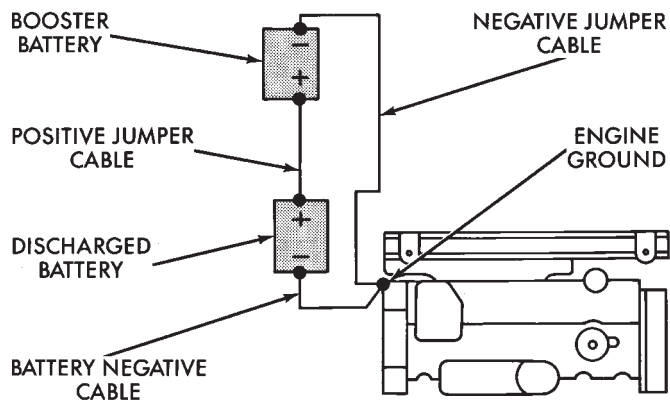 BOOSTER
BATTERY
NEGATIVE JUMPER
CABLE
−
+
POSITIVE JUMPER
CABLE
ENGINE
GROUND
+
−
DISCHARGED
BATTERY
BATTERY NEGATIVE
CABLE